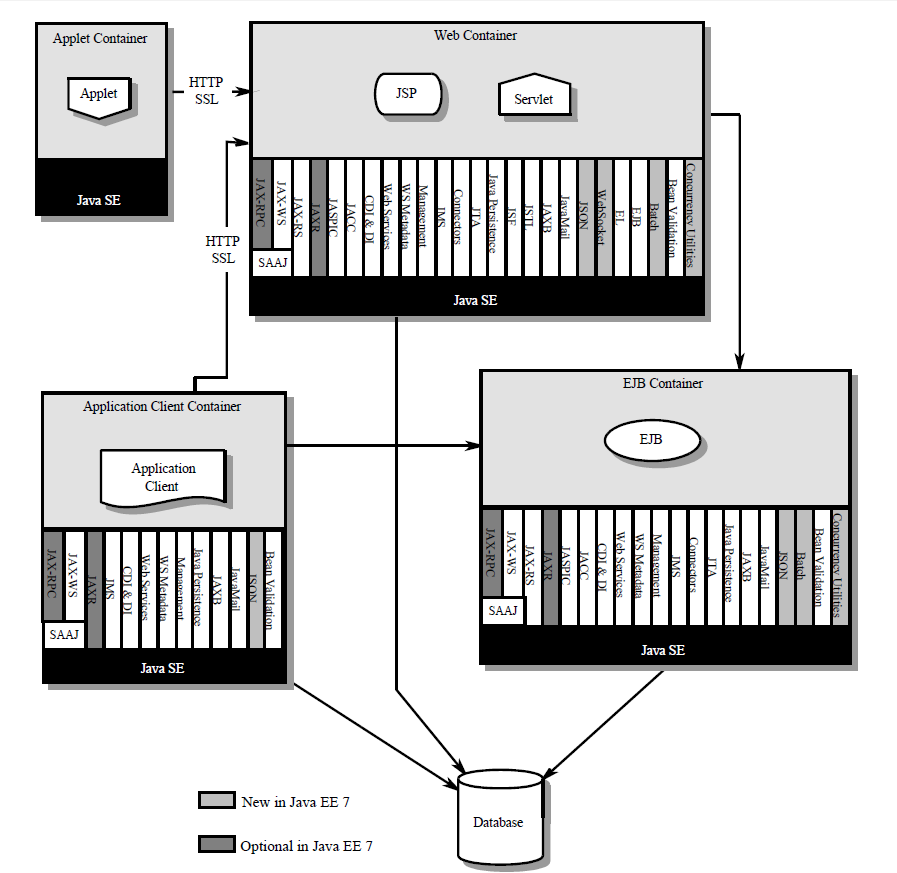 Applet Container
Applet
Java SE
HTTP
SSL
Web Container
JSP
Servlet
JAX-RPC
JAX-WS
SAAJ
JAX-RS
JAXR
JASPIC
JACC
CDI & DI
Web Services
WS Metadata
Management
JMS
Connectors
JTA
Java Persistence
JSF
JSTL
JAXB
JavaMail
JSON
WebSocket
EL
EJB
Batch
Bean Validation
Concurrency Utilities
Java SE
HTTP
SSL
Application Client Container
Application
Client
JAX-RPC
JAX-WS
SAAJ
JAXR
JMS
CDI & DI
Web Services
WS Metadata
Management
Java Persistence
JAXB
JavaMail
JSON
Bean Validation
Java SE
EJB Container
EJB
JAX-RPC
JAX-WS
SAAJ
JAX-RS
JAXR
JASPIC
JACC
CDI & DI
Web Services
WS Metadata
Management
JMS
Connectors
JTA
Java Persistence
JAXB
JavaMail
JSON
Batch
Bean Validation
Concurrency Utilities
Java SE
Database
New in Java EE 7
Optional in Java EE 7